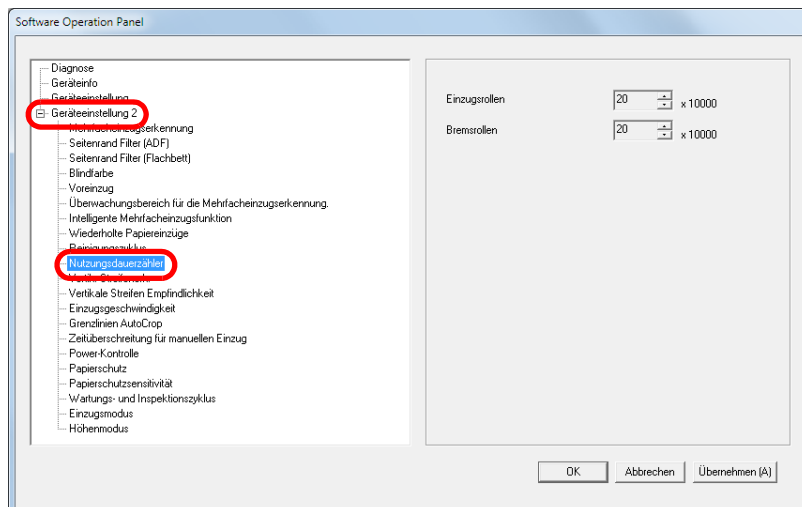 Software Operation Panel
Diagnose
Geräteinfo
Geräteeinstellung
Geräteeinstellung 2
Mehrfacheinzugserkennung
Seitenrand Filter (ADF)
Seitenrand Filter (Flachbett)
Blindfarbe
Voreinzug
Überwachungsbereich für die Mehrfacheinzugserkennung.
Intelligente Mehrfacheinzugsfunktion
Wiederholte Papiereinzüge
Reinigungszyklus
Nutzungsdauerzähler
Vertikale Streifen Empfindlichkeit
Einzugsgeschwindigkeit
Grenzlinien AutoCrop
Zeitüberschreitung für manuellen Einzug
Power-Kontrolle
Papierschutz
Papierschutzsensitivität
Wartungs- und Inspektionszyklus
Einzugsmodus
Höhenmodus
Einzugsrollen 20 x 10000
Bremsrollen 20 x 10000
OK Abbrechen Übernehmen (A)